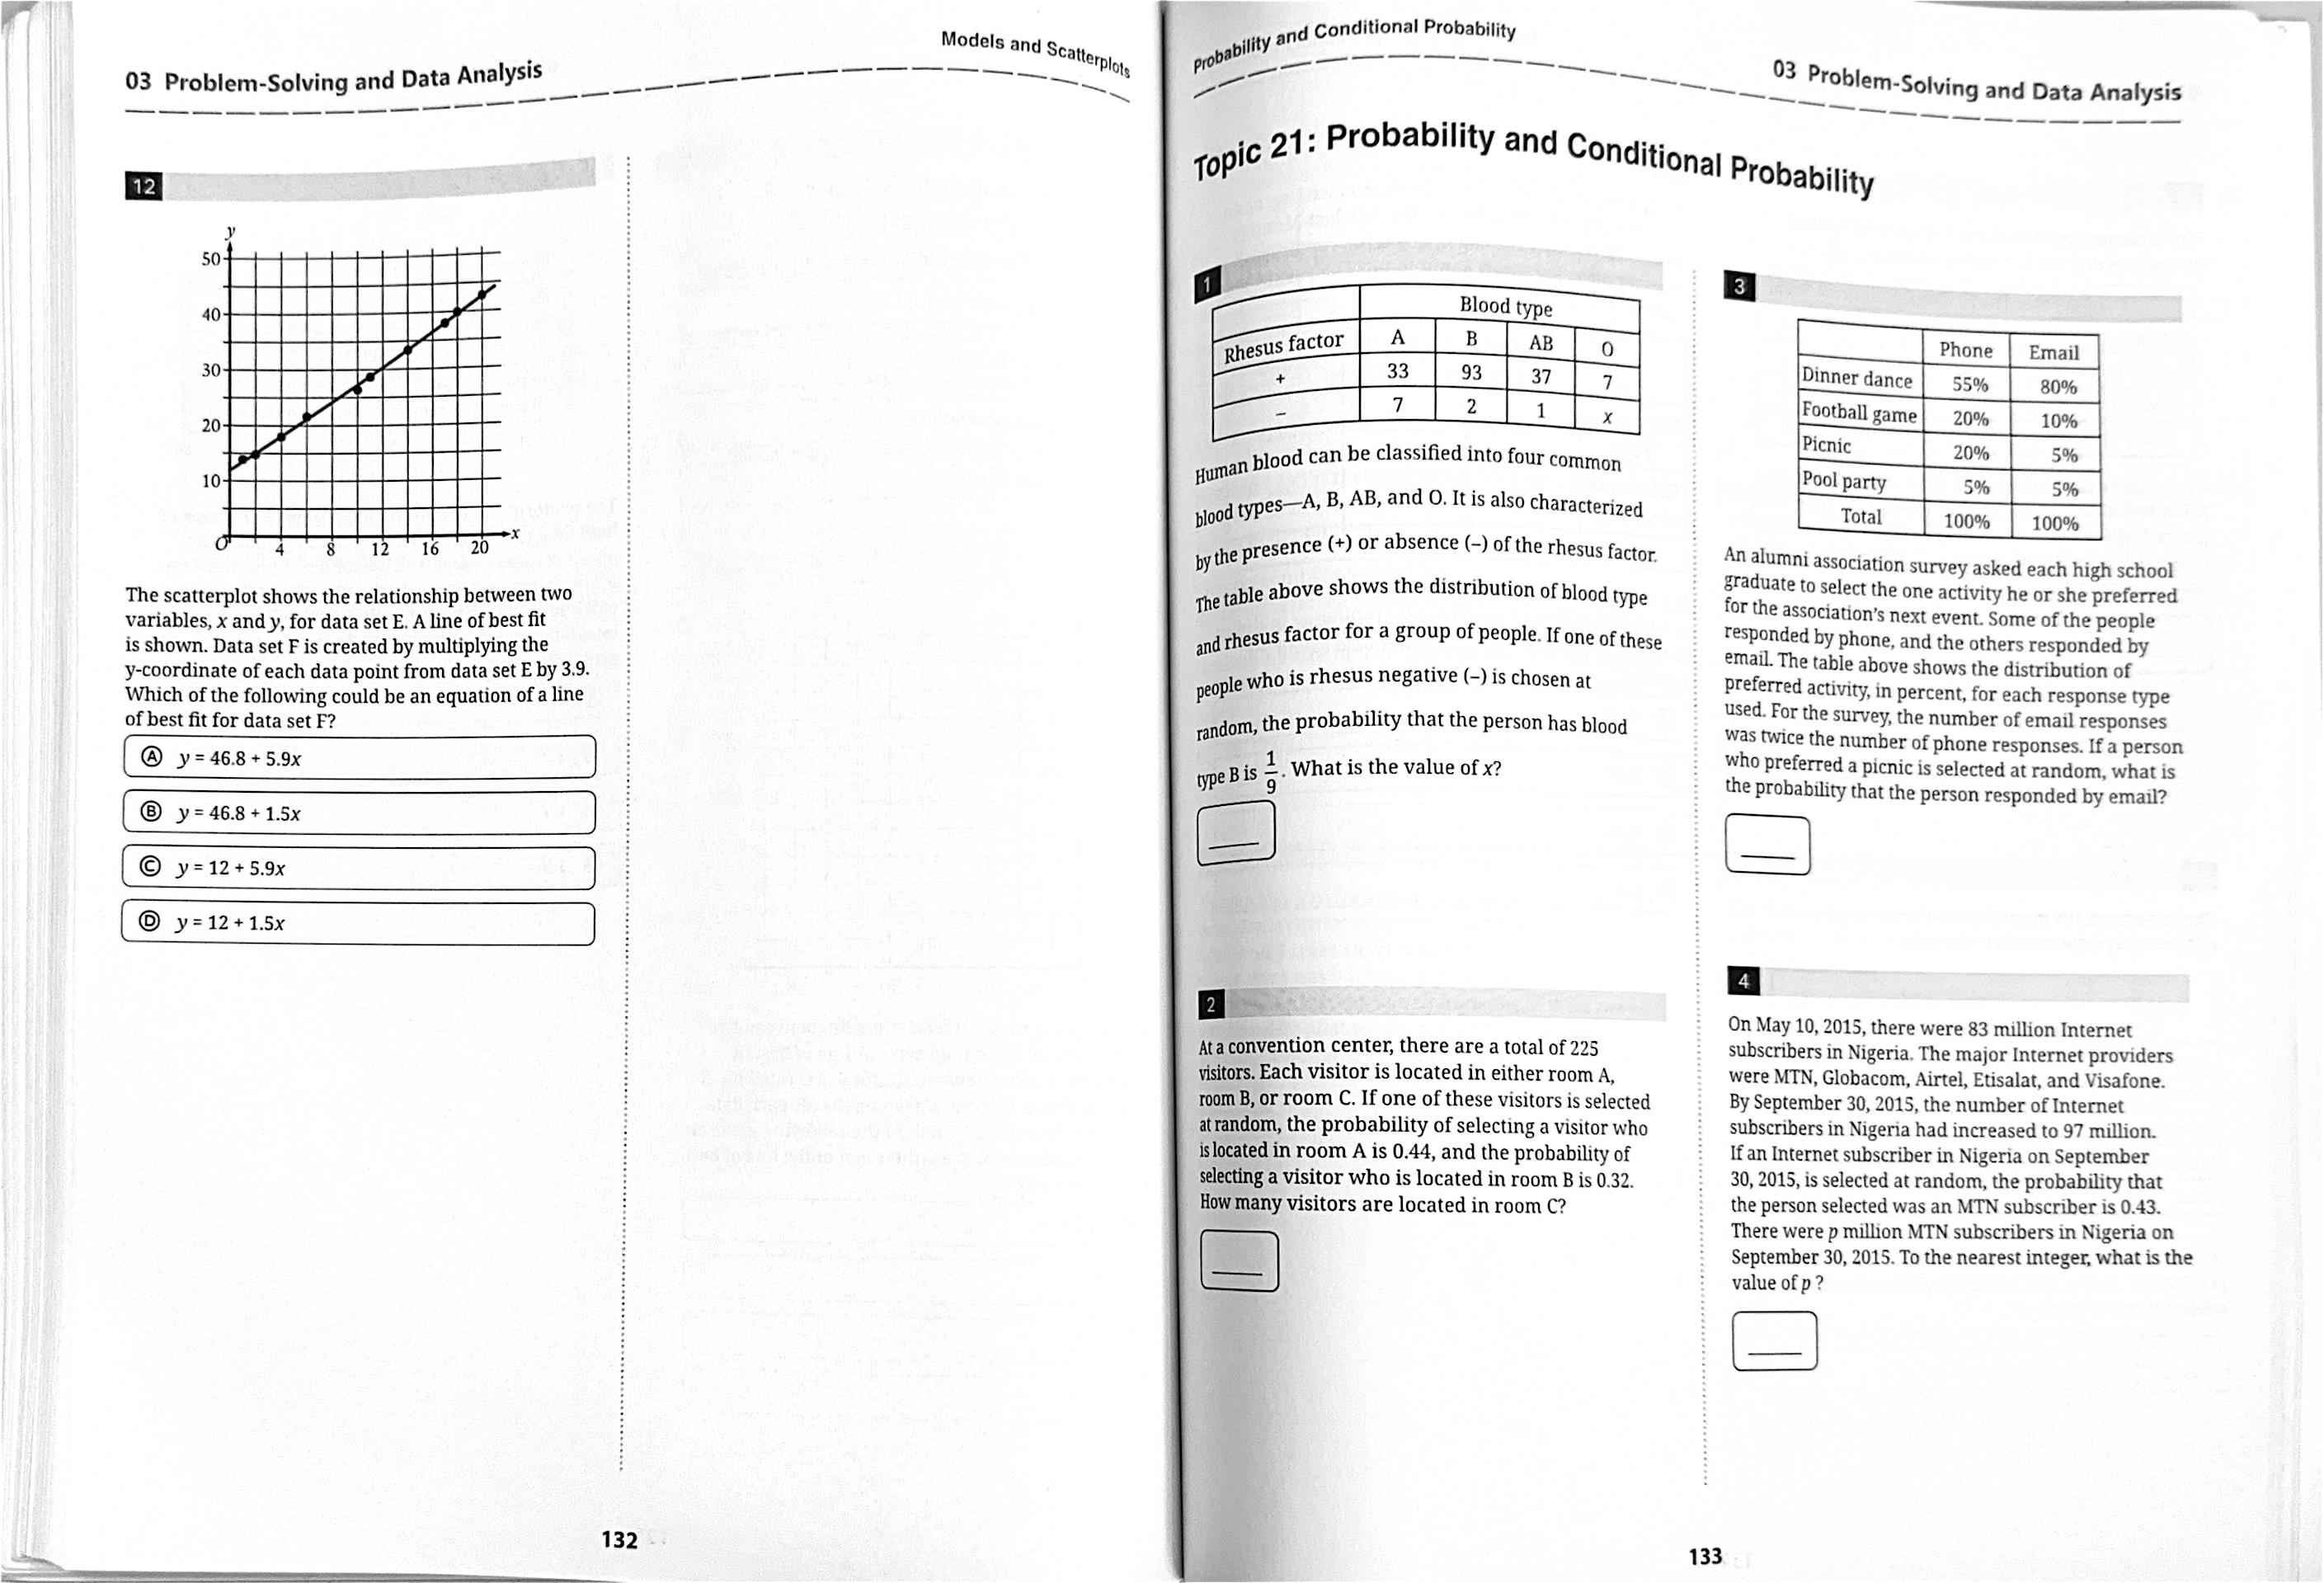 03 Problem-Solving and Data Analysis
Models and Scatterplots
12
y
50
40
30
20
10
O
4 8 12 16 20
x
The scatterplot shows the relationship between two
variables, x and y, for data set E. A line of best fit
is shown. Data set F is created by multiplying the
y-coordinate of each data point from data set E by 3.9.
Which of the following could be an equation of a line
of best fit for data set F?
A y = 46.8 + 5.9x
B y = 46.8 + 1.5x
C y = 12 + 5.9x
D y = 12 + 1.5x
132
Probability and Conditional Probability
03 Problem-Solving and Data Analysis
Topic 21: Probability and Conditional Probability
1
Blood type
Rhesus factor A B AB O
+ 33 93 37 7
– 7 2 1 x
Human blood can be classified into four common
blood types—A, B, AB, and O. It is also characterized
by the presence (+) or absence (–) of the rhesus factor.
The table above shows the distribution of blood type
and rhesus factor for a group of people. If one of these
people who is rhesus negative (–) is chosen at
random, the probability that the person has blood
type B is 1/9. What is the value of x?
2
At a convention center, there are a total of 225
visitors. Each visitor is located in either room A,
room B, or room C. If one of these visitors is selected
at random, the probability of selecting a visitor who
is located in room A is 0.44, and the probability of
selecting a visitor who is located in room B is 0.32.
How many visitors are located in room C?
3
Phone Email
Dinner dance 55% 80%
Football game 20% 10%
Picnic 20% 5%
Pool party 5% 5%
Total 100% 100%
An alumni association survey asked each high school
graduate to select the one activity he or she preferred
for the association's next event. Some of the people
responded by phone, and the others responded by
email. The table above shows the distribution of
preferred activity, in percent, for each response type
used. For the survey, the number of email responses
was twice the number of phone responses. If a person
who preferred a picnic is selected at random, what is
the probability that the person responded by email?
4
On May 10, 2015, there were 83 million Internet
subscribers in Nigeria. The major Internet providers
were MTN, Globacom, Airtel, Etisalat, and Visafone.
By September 30, 2015, the number of Internet
subscribers in Nigeria had increased to 97 million.
If an Internet subscriber in Nigeria on September
30, 2015, is selected at random, the probability that
the person selected was an MTN subscriber is 0.43.
There were p million MTN subscribers in Nigeria on
September 30, 2015. To the nearest integer, what is the
value of p ?
133